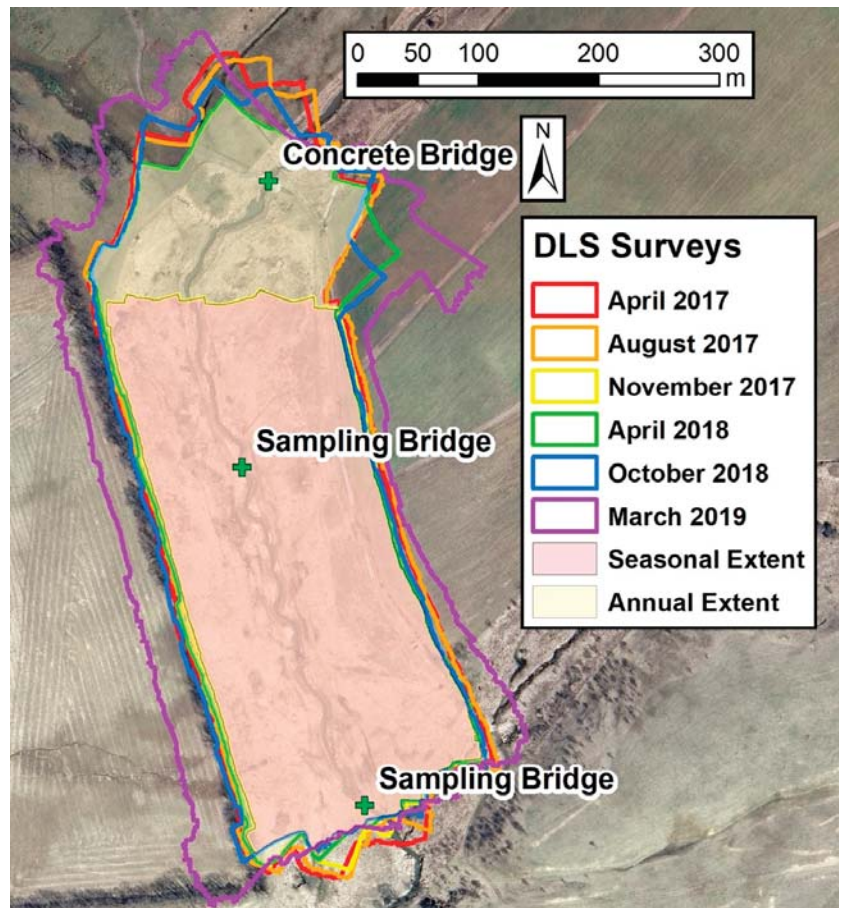 0 50 100 200 300
m
Concrete Bridge
N
DLS Surveys
April 2017
August 2017
November 2017
April 2018
Sampling Bridge
October 2018
March 2019
Seasonal Extent
Annual Extent
Sampling Bridge